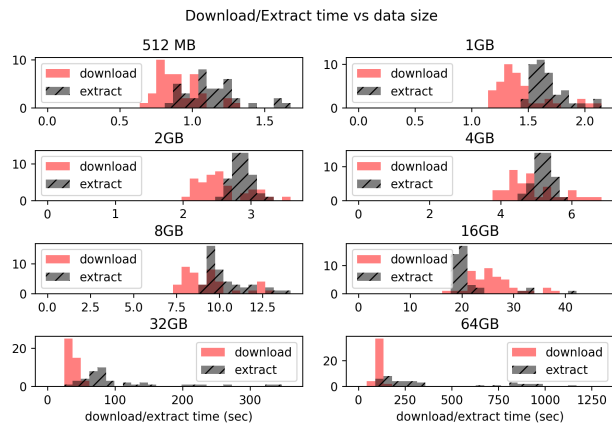 Download/Extract time vs data size
512 MB
10
5
0
download
extract
0.0 0.5 1.0 1.5
1GB
10
0
download
extract
0.0 0.5 1.0 1.5 2.0
2GB
10
0
download
extract
0 1 2 3
4GB
10
0
download
extract
0 2 4 6
8GB
10
0
download
extract
0.0 2.5 5.0 7.5 10.0 12.5
16GB
10
0
download
extract
0 10 20 30 40
32GB
20
0
download
extract
0 100 200 300
download/extract time (sec)
64GB
20
0
download
extract
0 250 500 750 1000 1250
download/extract time (sec)